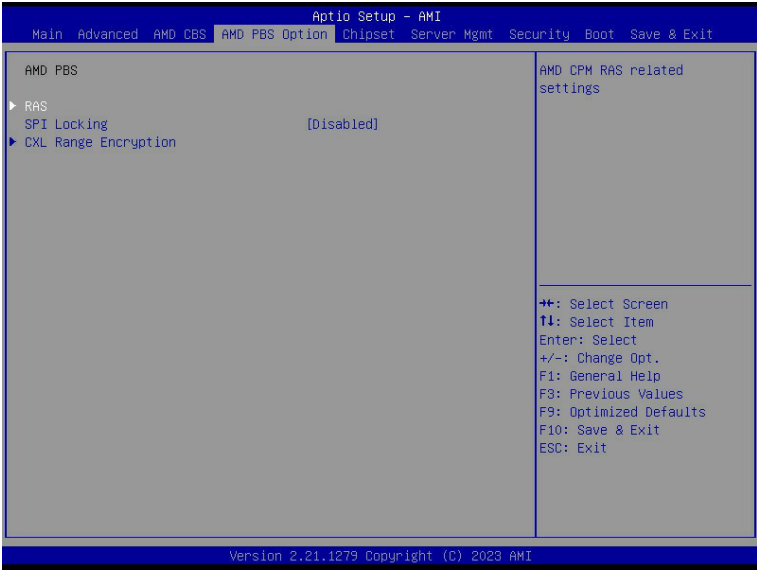 Aptio Setup - AMI
Main Advanced AMD CBS AMD PBS Option Chipset Server Mgmt Security Boot Save & Exit
AMD PBS
RAS
SPI Locking [Disabled]
CXL Range Encryption
AMD CPM RAS related
settings
→←: Select Screen
↑↓: Select Item
Enter: Select
+/-: Change Opt.
F1: General Help
F3: Previous Values
F9: Optimized Defaults
F10: Save & Exit
ESC: Exit
Version 2.21.1279 Copyright (C) 2023 AMI